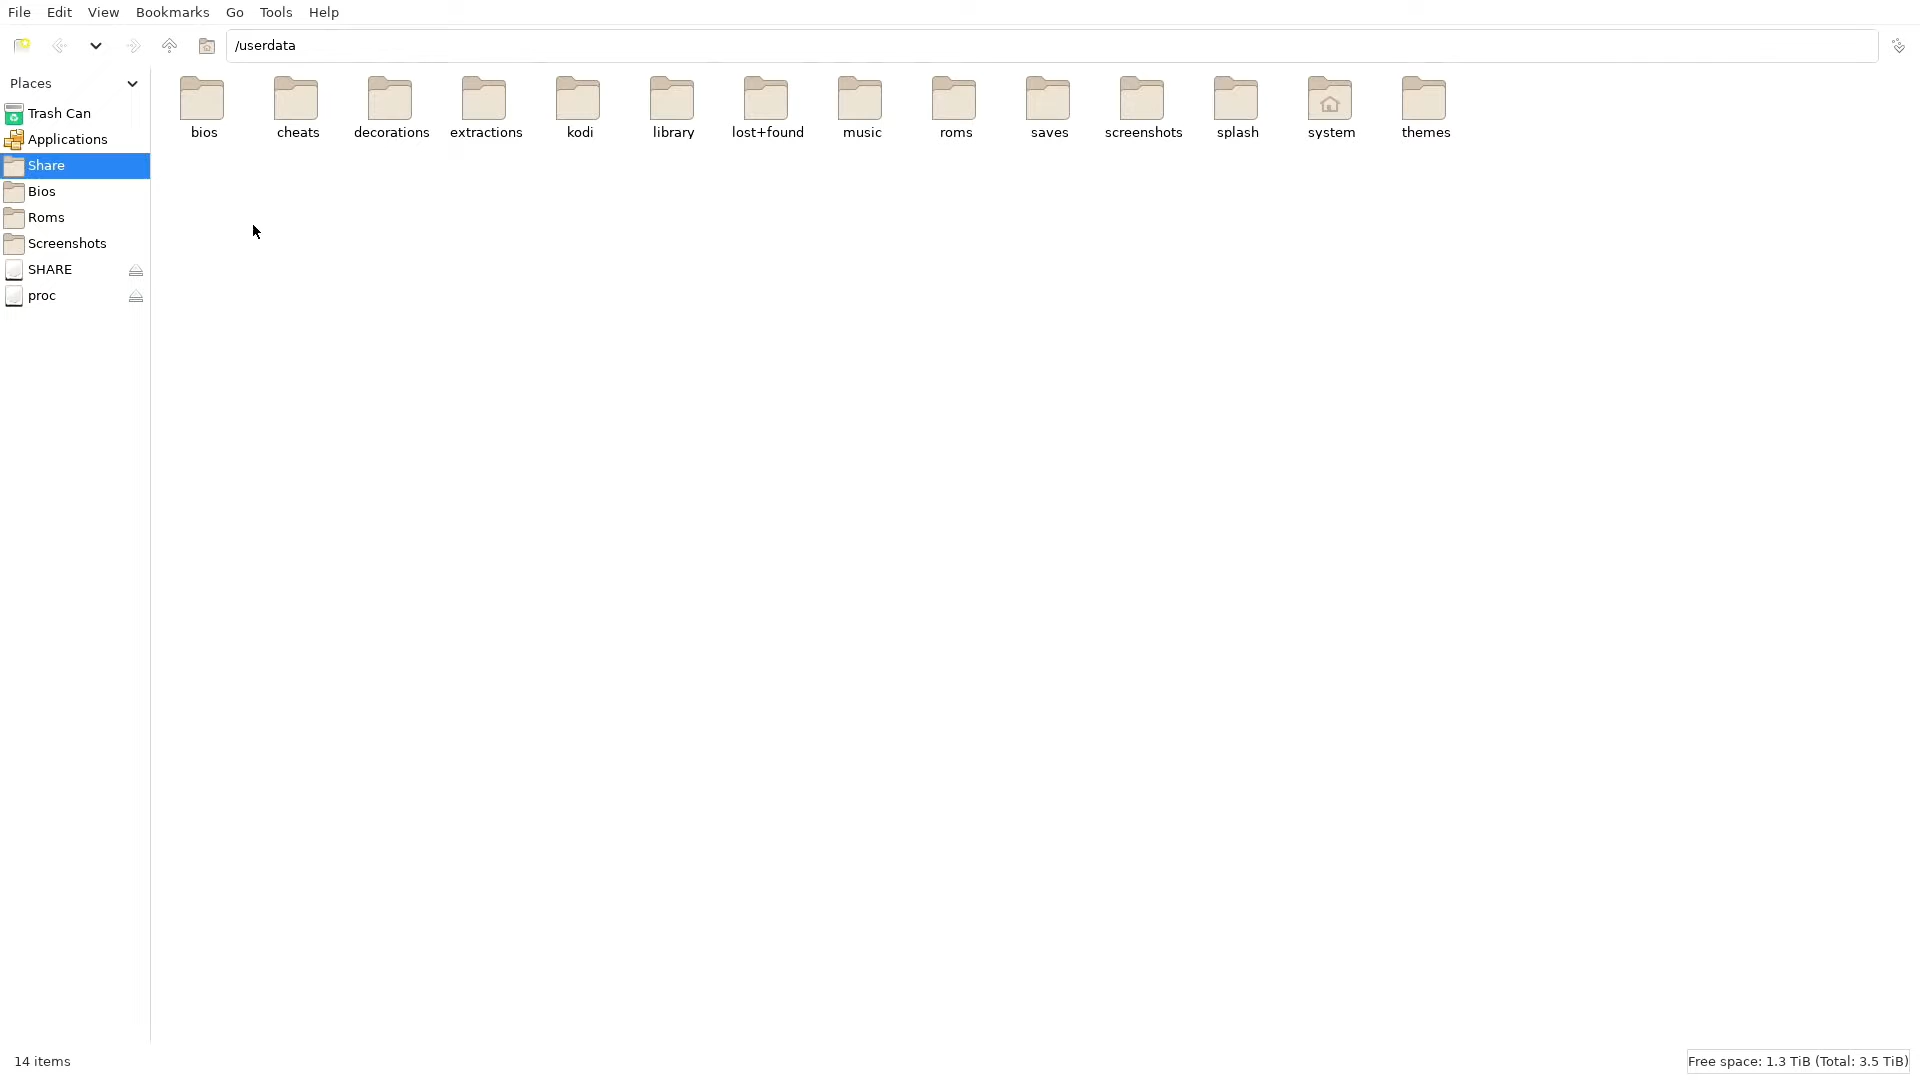 File Edit View Bookmarks Go Tools Help
/userdata
Places
Trash Can
Applications
Share
Bios
Roms
Screenshots
SHARE
proc
bios cheats decorations extractions kodi library lost+found music roms saves screenshots splash system themes
14 items
Free space: 1.3 TiB (Total: 3.5 TiB)